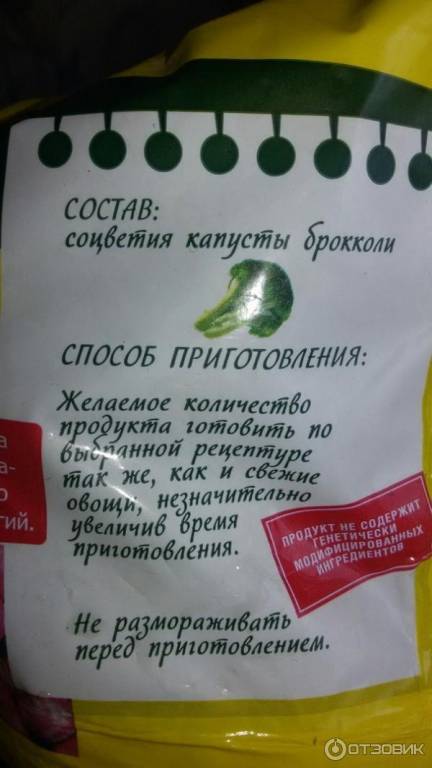 СОСТАВ:
соцветия капусты брокколи
СПОСОБ ПРИГОТОВЛЕНИЯ:
Желаемое количество
продукта готовить по
выбранной рецептуре
так же, как и свежие
овощи, незначительно
увеличив время
приготовления.
ПРОДУКТ НЕ СОДЕРЖИТ
ГЕНЕТИЧЕСКИ
МОДИФИЦИРОВАННЫХ
ИНГРЕДИЕНТОВ
Не размораживать
перед приготовлением.
а
а-
о
гий.
ОТЗОВИК